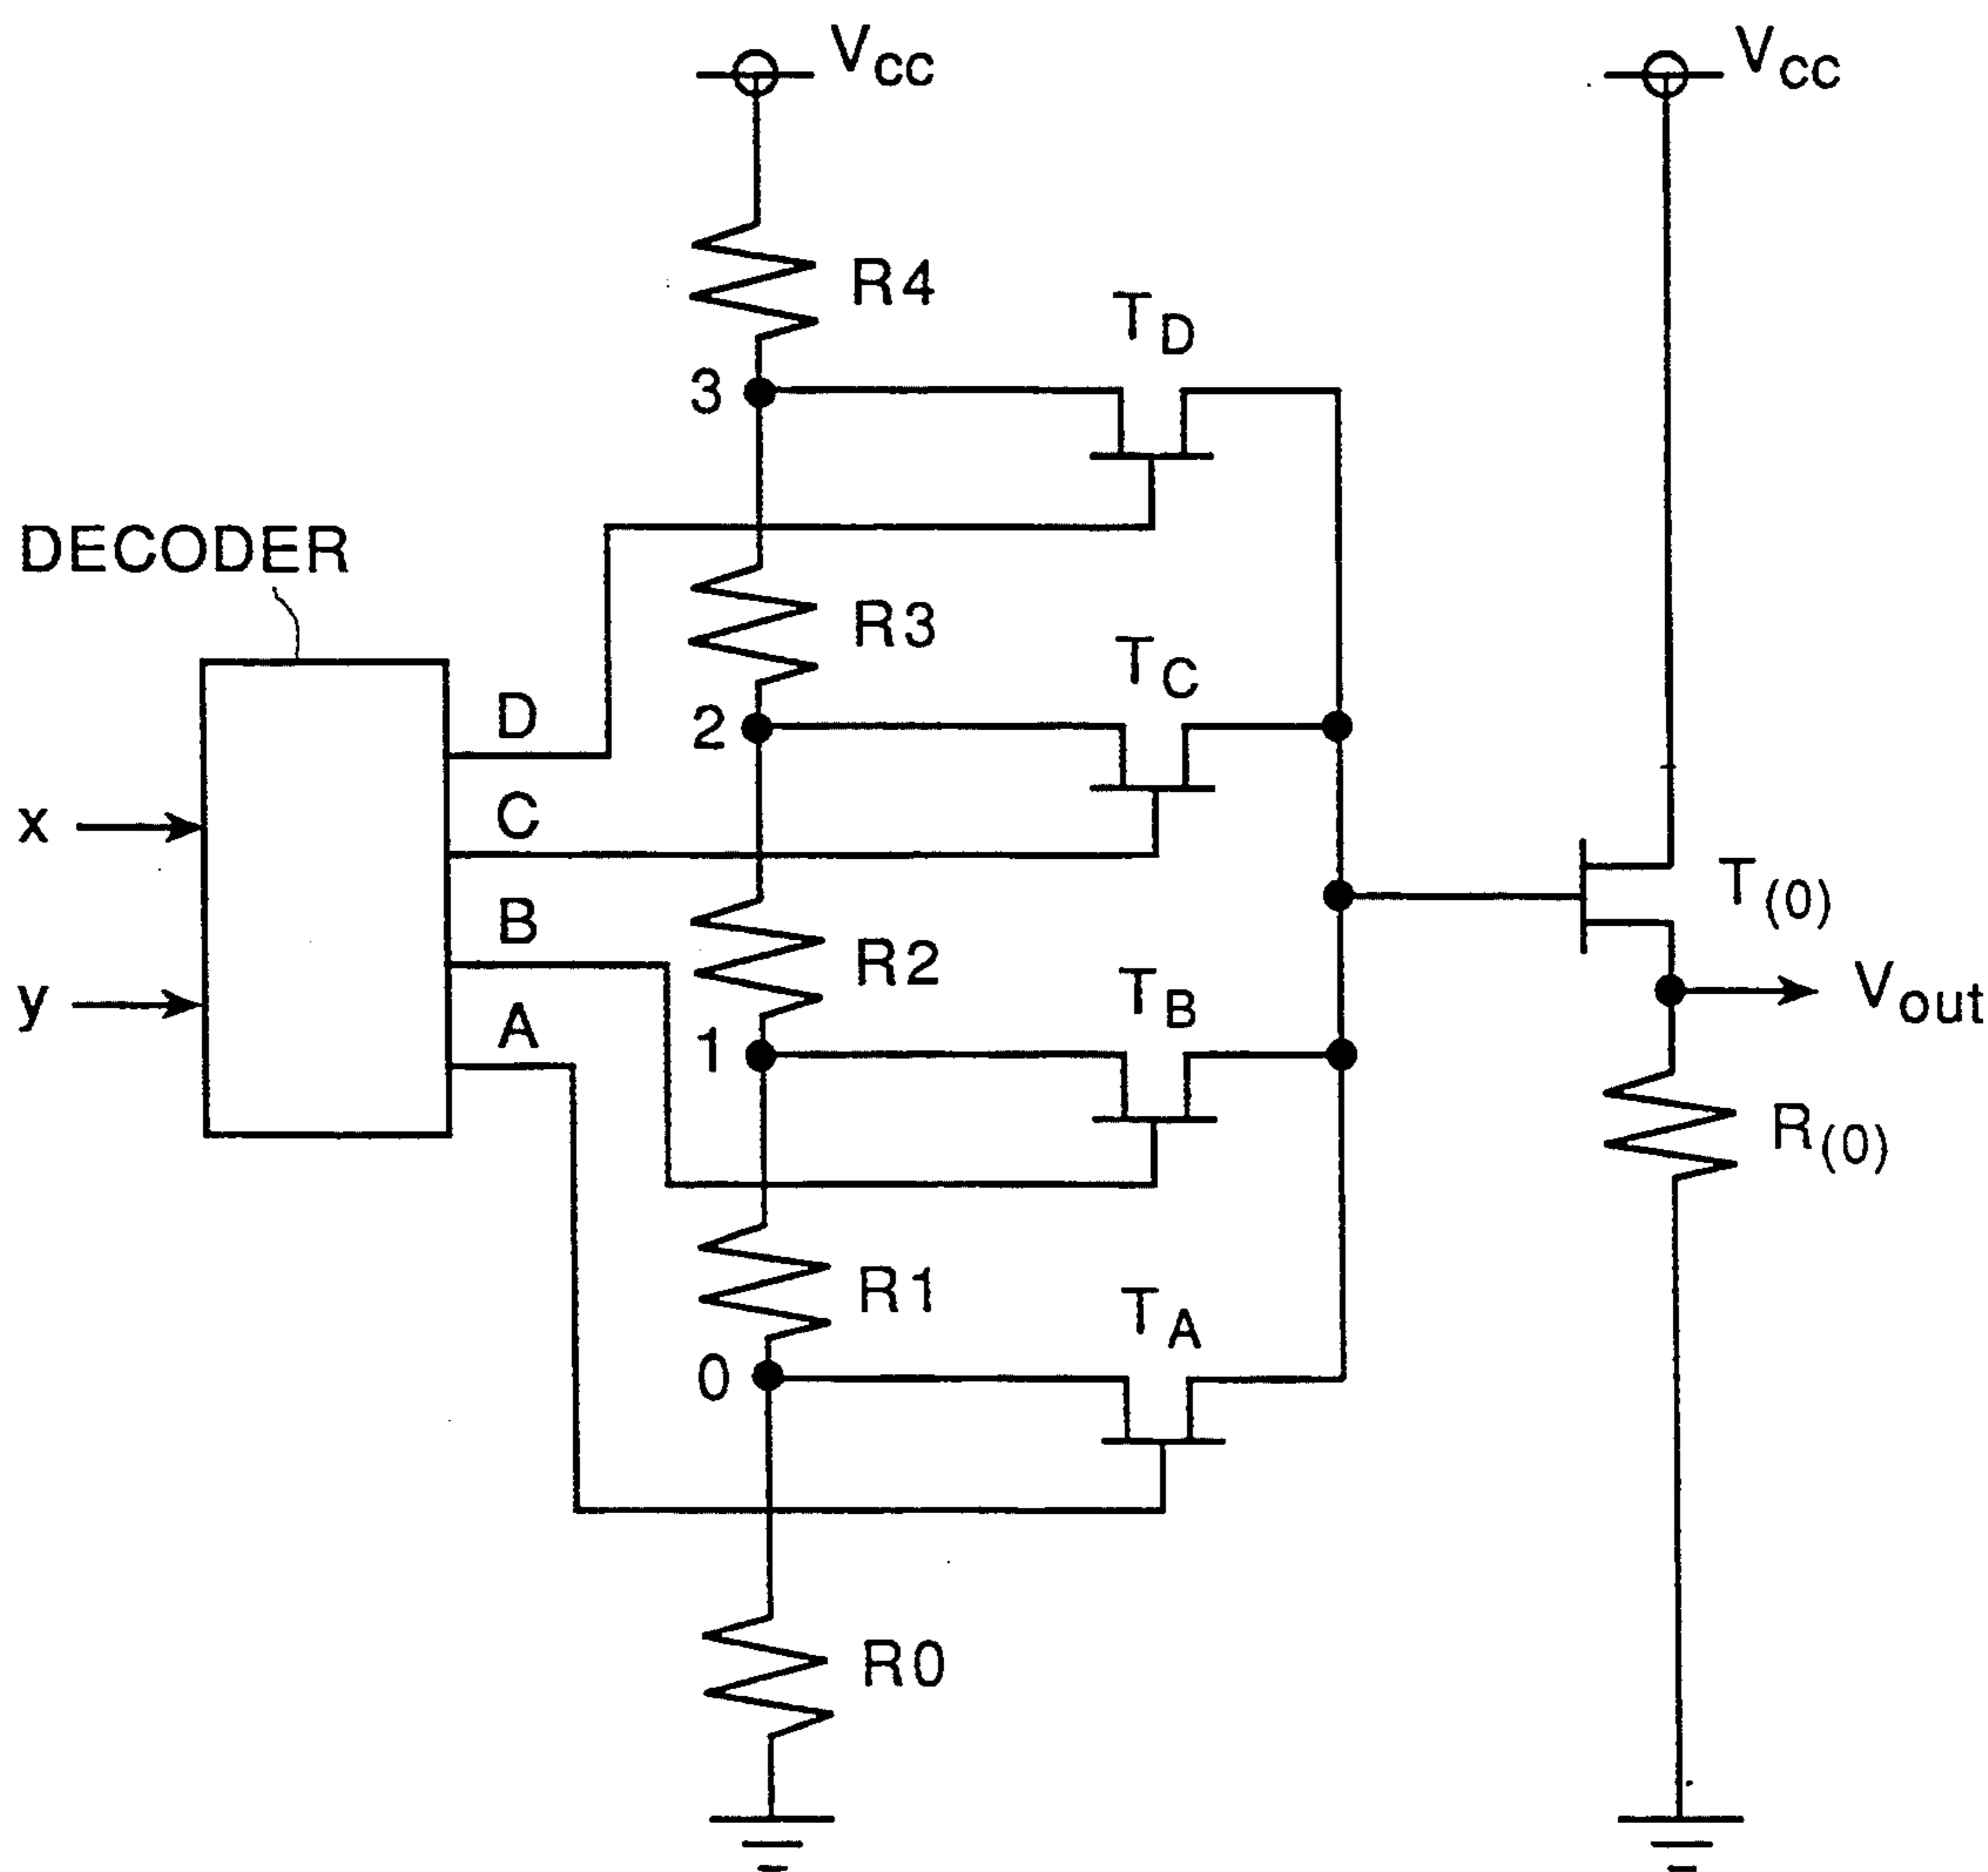 Vcc
Vcc
R4
TD
3
DECODER
R3
TC
D
2
x
C
T(0)
B
R2
TB
y
Vout
A
1
R(0)
R1
TA
0
R0